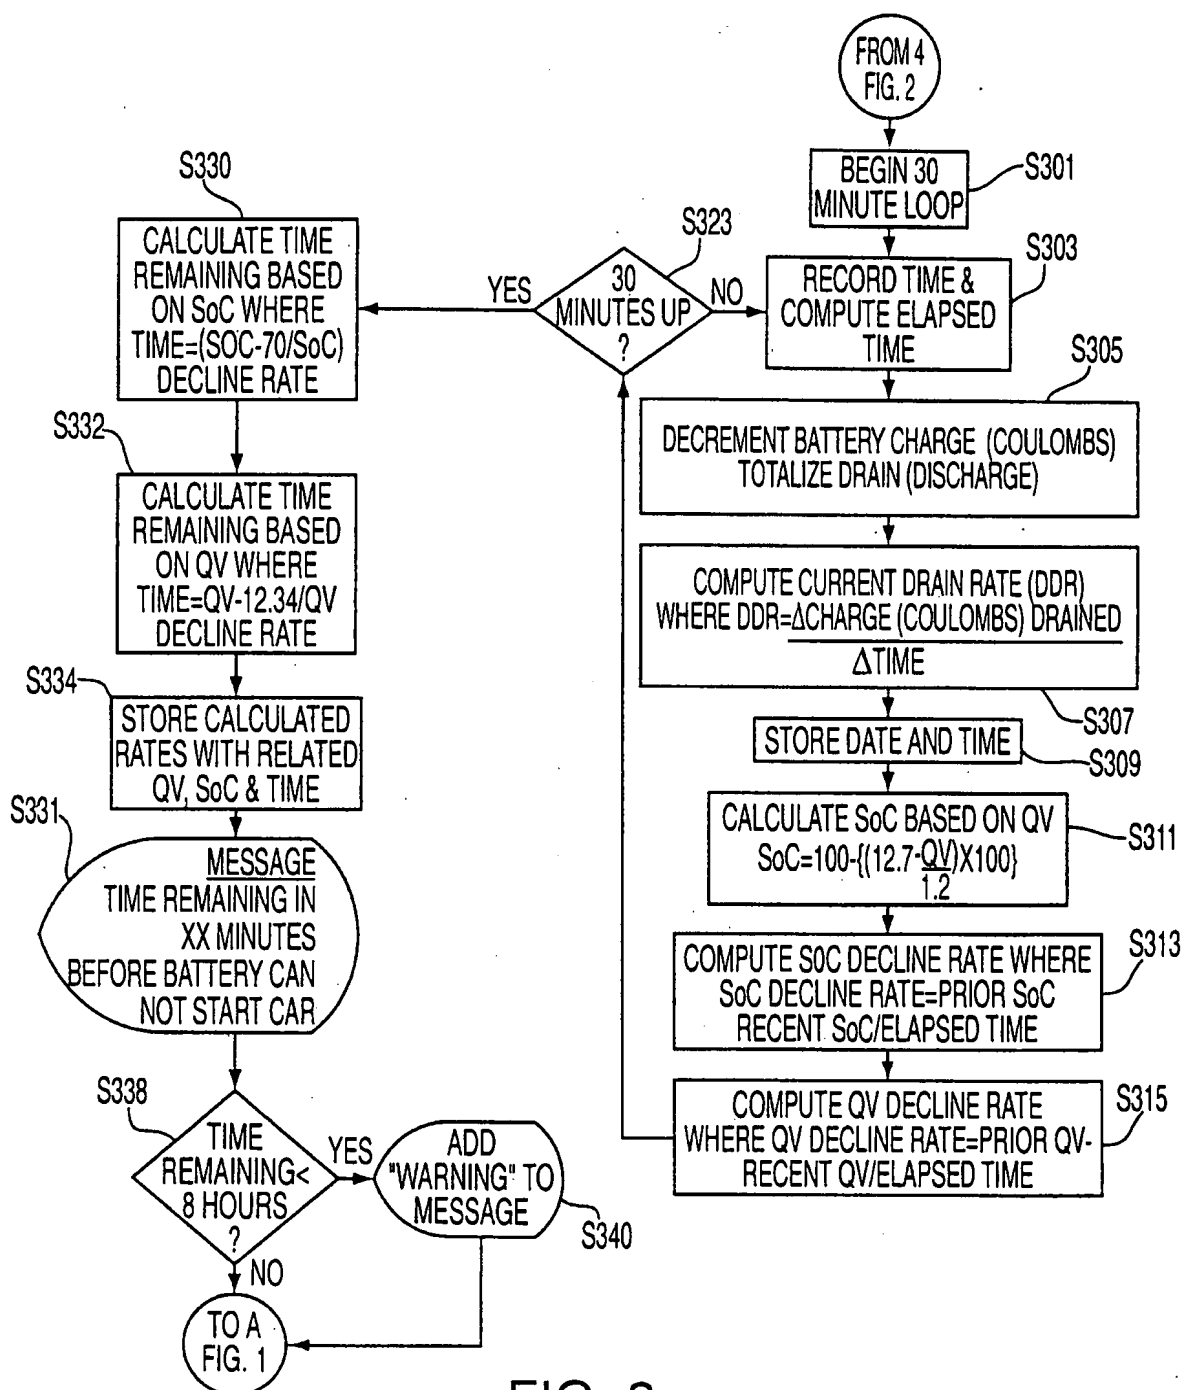 FROM 4
FIG. 2
BEGIN 30
MINUTE LOOP
S301
RECORD TIME &
COMPUTE ELAPSED
TIME
S303
DECREMENT BATTERY CHARGE (COULOMBS)
TOTALIZE DRAIN (DISCHARGE)
S305
COMPUTE CURRENT DRAIN RATE (DDR)
WHERE DDR=ΔCHARGE (COULOMBS) DRAINED
ΔTIME
S307
STORE DATE AND TIME
S309
CALCULATE SoC BASED ON QV
SoC=100-{(12.7-QV)X100}
1.2
S311
COMPUTE SOC DECLINE RATE WHERE
SoC DECLINE RATE=PRIOR SoC
RECENT SoC/ELAPSED TIME
S313
COMPUTE QV DECLINE RATE
WHERE QV DECLINE RATE=PRIOR QV-
RECENT QV/ELAPSED TIME
S315
S323
30
MINUTES UP
?
NO
YES
S330
CALCULATE TIME
REMAINING BASED
ON SoC WHERE
TIME=(SOC-70/SoC)
DECLINE RATE
S332
CALCULATE TIME
REMAINING BASED
ON QV WHERE
TIME=QV-12.34/QV
DECLINE RATE
S334
STORE CALCULATED
RATES WITH RELATED
QV, SoC & TIME
S331
MESSAGE
TIME REMAINING IN
XX MINUTES
BEFORE BATTERY CAN
NOT START CAR
S338
TIME
REMAINING<
8 HOURS
?
YES
ADD
"WARNING" TO
MESSAGE
S340
NO
TO A
FIG. 1